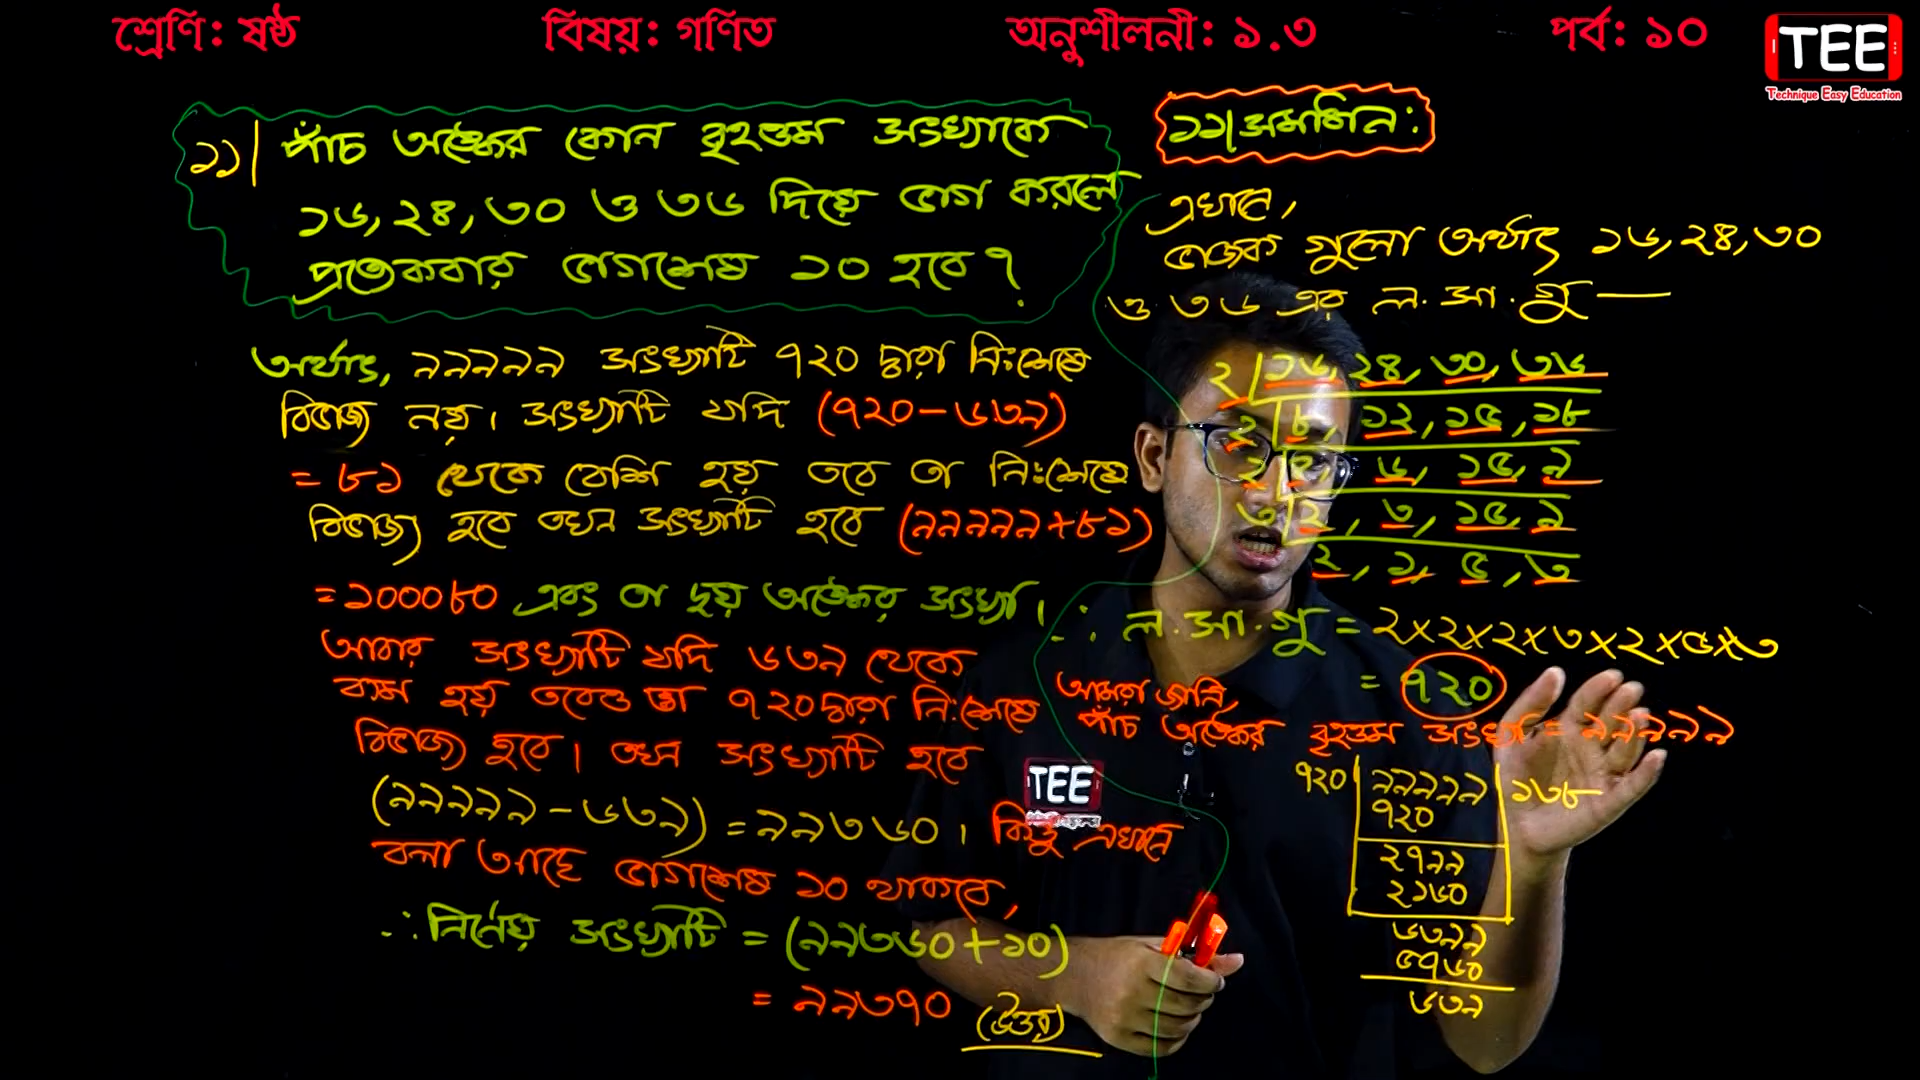 শ্রেণি: ষষ্ঠ বিষয়: গণিত অনুশীলনী: ১.৩ পর্ব: ১০
TEE
Technique Easy Education
১১| পাঁচ অঙ্কের কোন বৃহত্তম সংখ্যাকে
১৬, ২৪, ৩০ ও ৩৬ দিয়ে ভাগ করলে
প্রত্যেকবার ভাগশেষ ১০ হবে?
১১| সমাধান:
এখানে,
ভাজক গুলো অর্থাৎ ১৬, ২৪, ৩০
ও ৩৬ এর ল.সা.গু —
২ | ১৬, ২৪, ৩০, ৩৬
২ | ৮, ১২, ১৫, ১৮
২ | ৪, ৬, ১৫, ৯
৩ | ২, ৩, ১৫, ৯
২, ১, ৫, ৩
∴ ল.সা.গু = ২×২×২×৩×২×৫×৩
= ৭২০
আমরা জানি,
পাঁচ অঙ্কের বৃহত্তম সংখ্যা = ৯৯৯৯৯
৭২০ | ৯৯৯৯৯ | ১৩৮
৭২০
২৭৯৯
২১৬০
৬৩৯৯
৫৭৬০
৬৩৯
অর্থাৎ, ৯৯৯৯৯ সংখ্যাটি ৭২০ দ্বারা নিঃশেষে
বিভাজ্য নয়। সংখ্যাটি যদি (৭২০-৬৩৯)
= ৮১ থেকে বেশি হয় তবে তা নিঃশেষে
বিভাজ্য হবে তখন সংখ্যাটি হবে (৯৯৯৯৯+৮১)
= ১০০০৮০ এবং তা ছয় অঙ্কের সংখ্যা।
আবার সংখ্যাটি যদি ৬৩৯ থেকে
কম হয় তবেও তা ৭২০ দ্বারা নিঃশেষে
বিভাজ্য হবে। তখন সংখ্যাটি হবে
(৯৯৯৯৯ - ৬৩৯) = ৯৯৩৬০। কিন্তু এখানে
বলা আছে ভাগশেষ ১০ থাকবে,
∴ নির্ণেয় সংখ্যাটি = (৯৯৩৬০+১০)
= ৯৯৩৭০ (উত্তর)
TEE